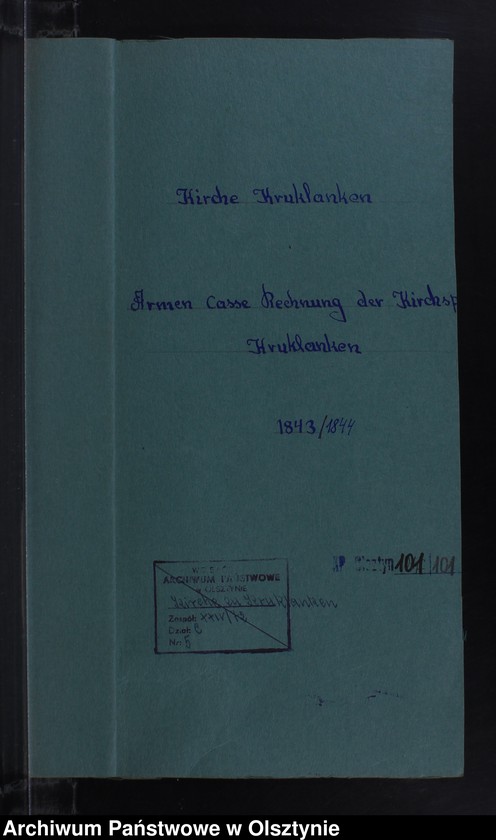 Kirche Kruklanken
Armen Casse Rechnung der Kirchsp
Kruklanken
1843/1844
AP Olsztyn 101/101
ARCHIWUM PAŃSTWOWE
W OLSZTYNIE
Kirche zu Kruklanken
Zespół: XXIV/72
Dział: C
Nr: 5
Archiwum Państwowe w Olsztynie